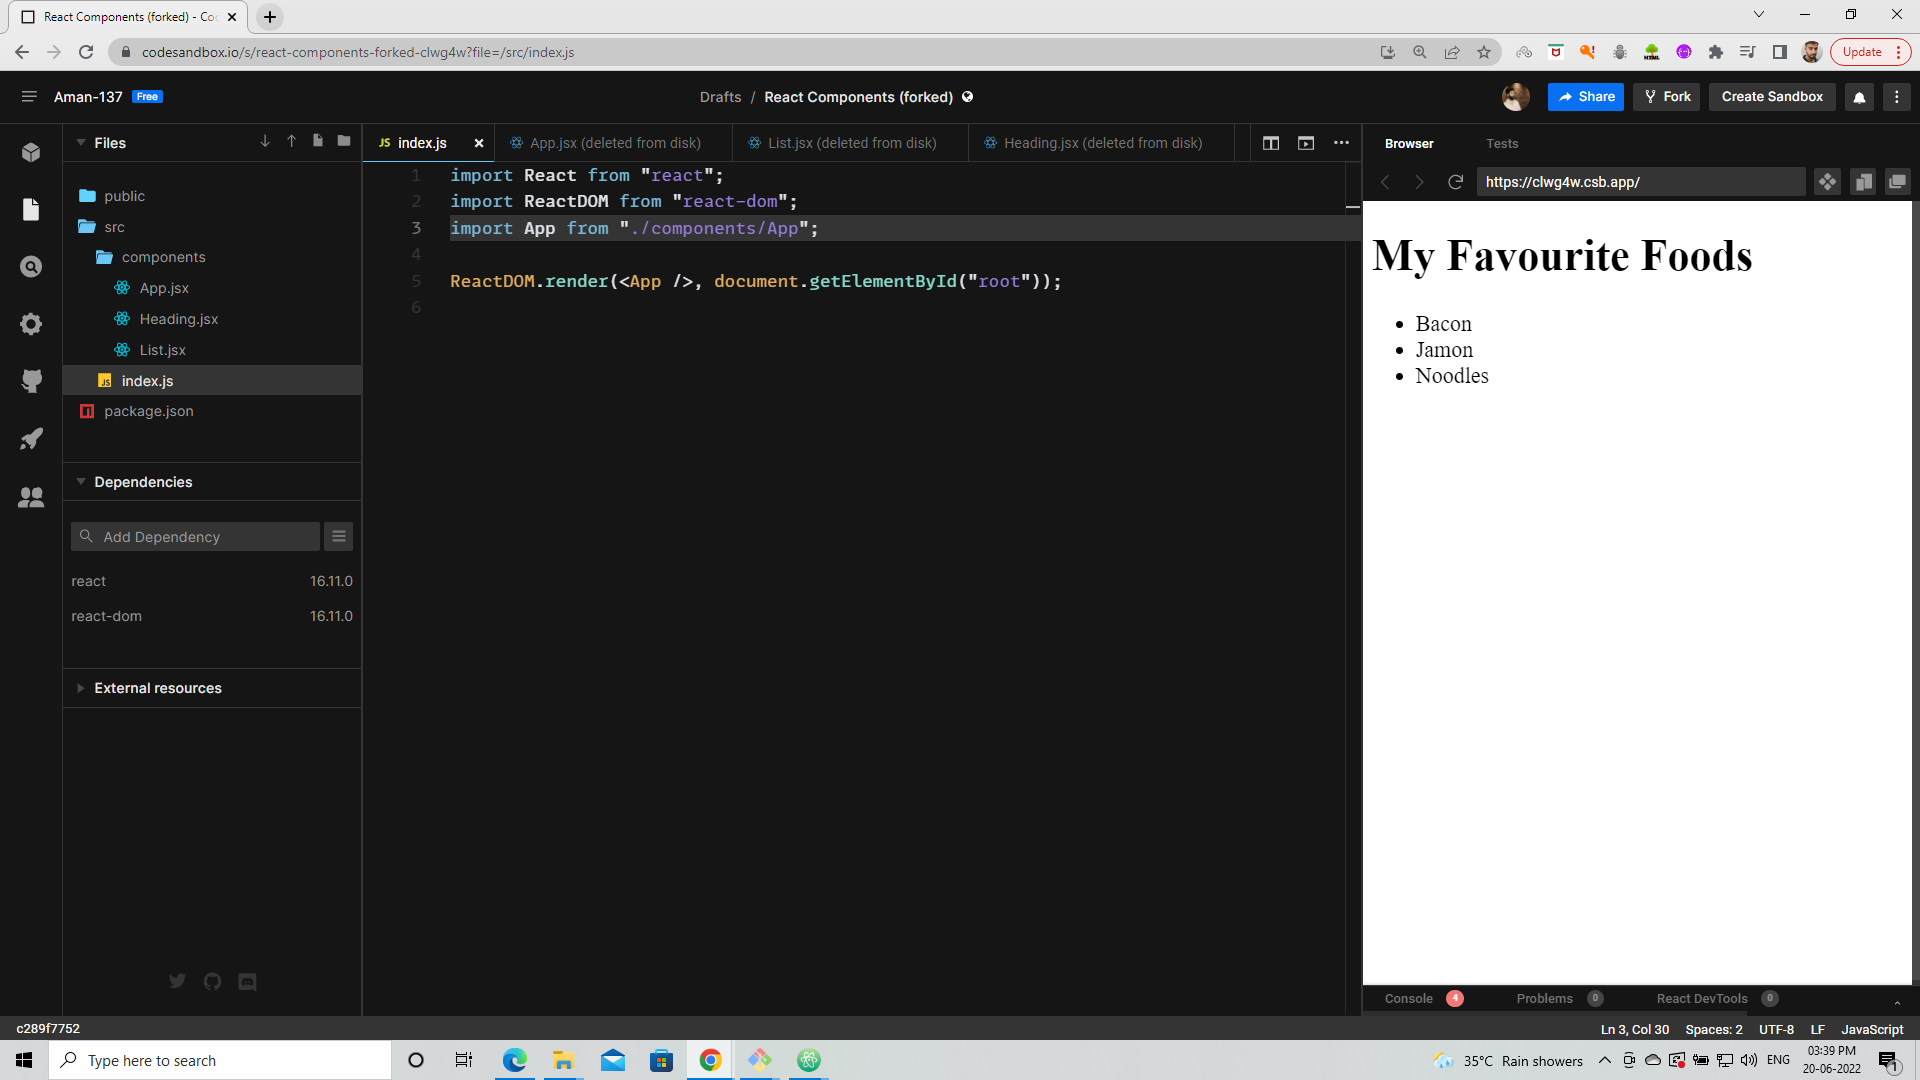 React Components (forked) - Co
codesandbox.io/s/react-components-forked-clwg4w?file=/src/index.js
Update
Aman-137 Free
Drafts / React Components (forked)
Share
Fork
Create Sandbox
Files
public
src
components
App.jsx
Heading.jsx
List.jsx
JS index.js
package.json
Dependencies
Add Dependency
react 16.11.0
react-dom 16.11.0
External resources
c289f7752
JS index.js
App.jsx (deleted from disk)
List.jsx (deleted from disk)
Heading.jsx (deleted from disk)
1 import React from "react";
2 import ReactDOM from "react-dom";
3 import App from "./components/App";
4
5 ReactDOM.render(<App />, document.getElementById("root"));
6
Browser Tests
https://clwg4w.csb.app/
My Favourite Foods
• Bacon
• Jamon
• Noodles
Console 4
Problems 0
React DevTools 0
Ln 3, Col 30 Spaces: 2 UTF-8 LF JavaScript
Type here to search
35°C Rain showers
ENG
03:39 PM
20-06-2022
1